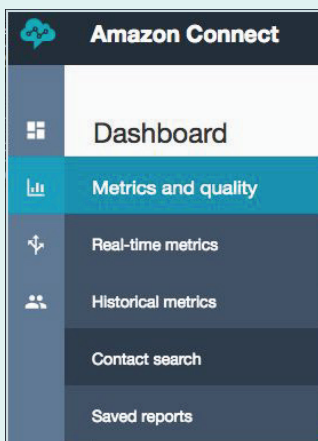 Amazon Connect
Dashboard
Metrics and quality
Real-time metrics
Historical metrics
Contact search
Saved reports